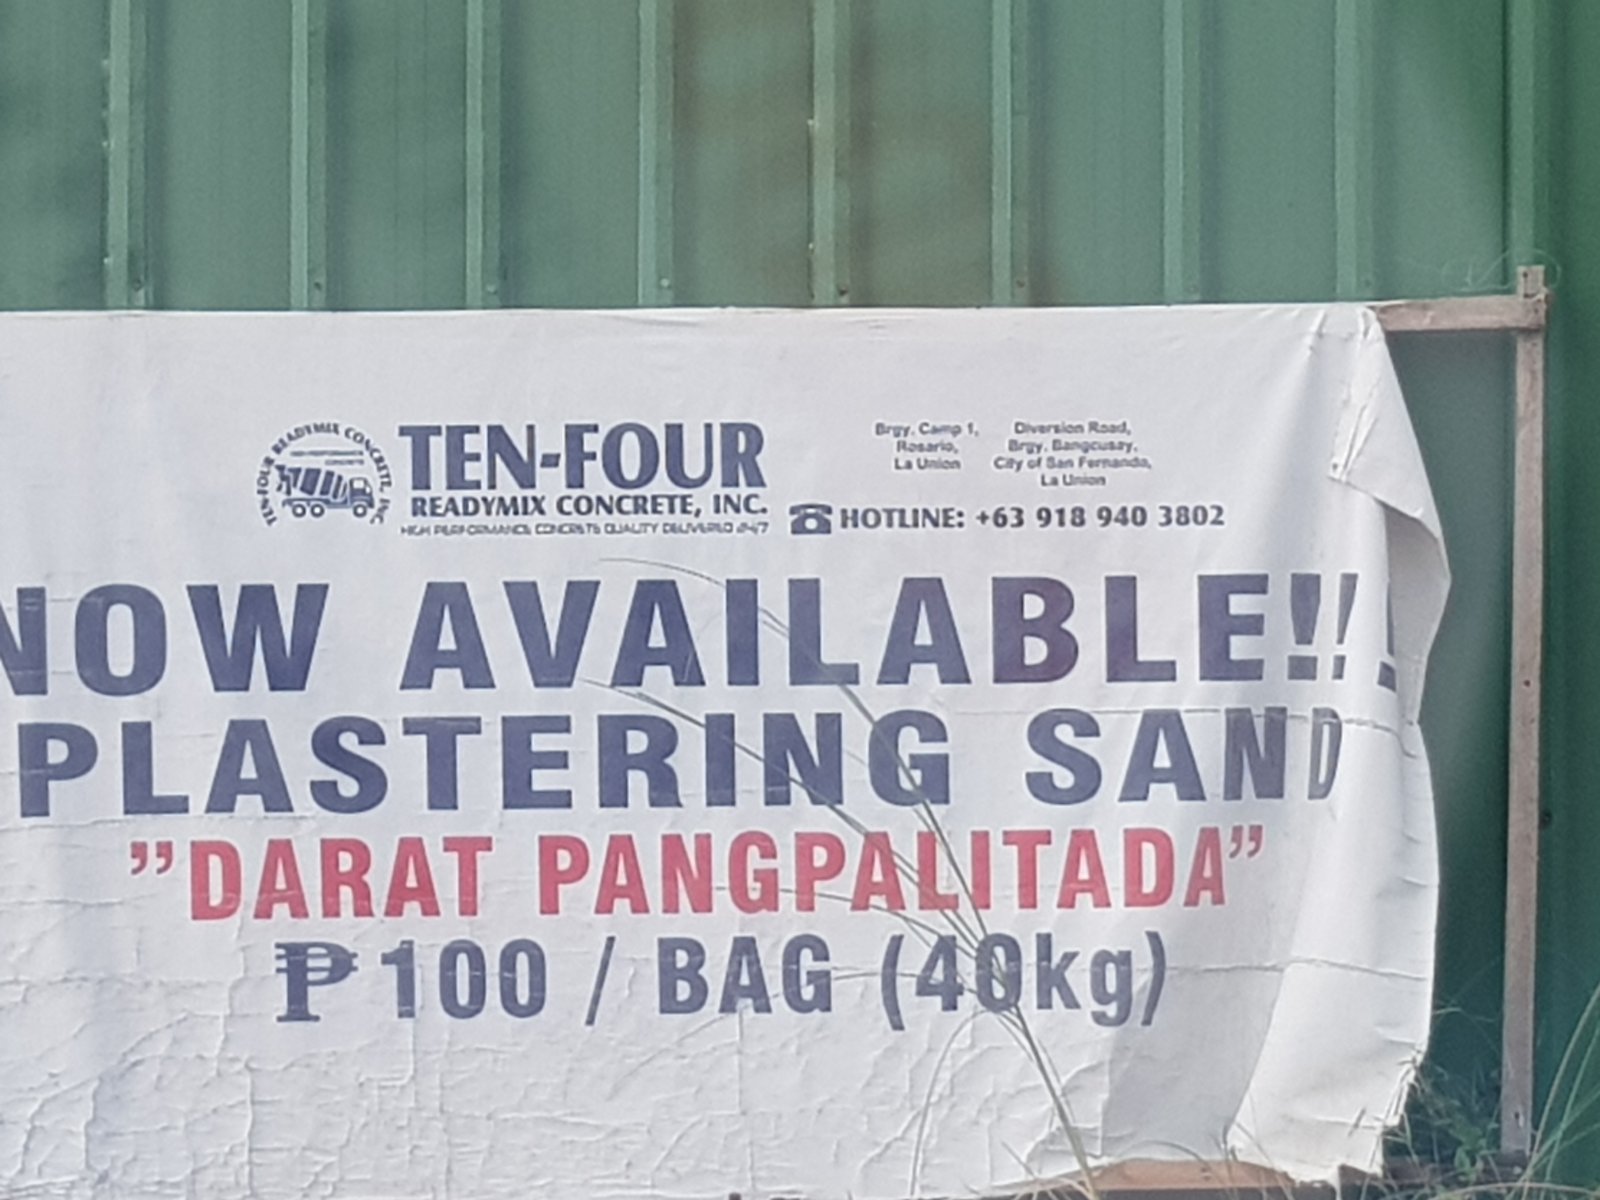 TEN-FOUR READYMIX CONCRETE, INC
TEN-FOUR
READYMIX CONCRETE, INC.
HIGH PERFORMANCE CONCRETE QUALITY DELIVERED 24/7
Brgy. Camp 1,
Rosario,
La Union
Diversion Road,
Brgy. Bangcusay,
City of San Fernando,
La Union
HOTLINE: +63 918 940 3802
NOW AVAILABLE!!!
PLASTERING SAND
”DARAT PANGPALITADA”
₱100 / BAG (40kg)